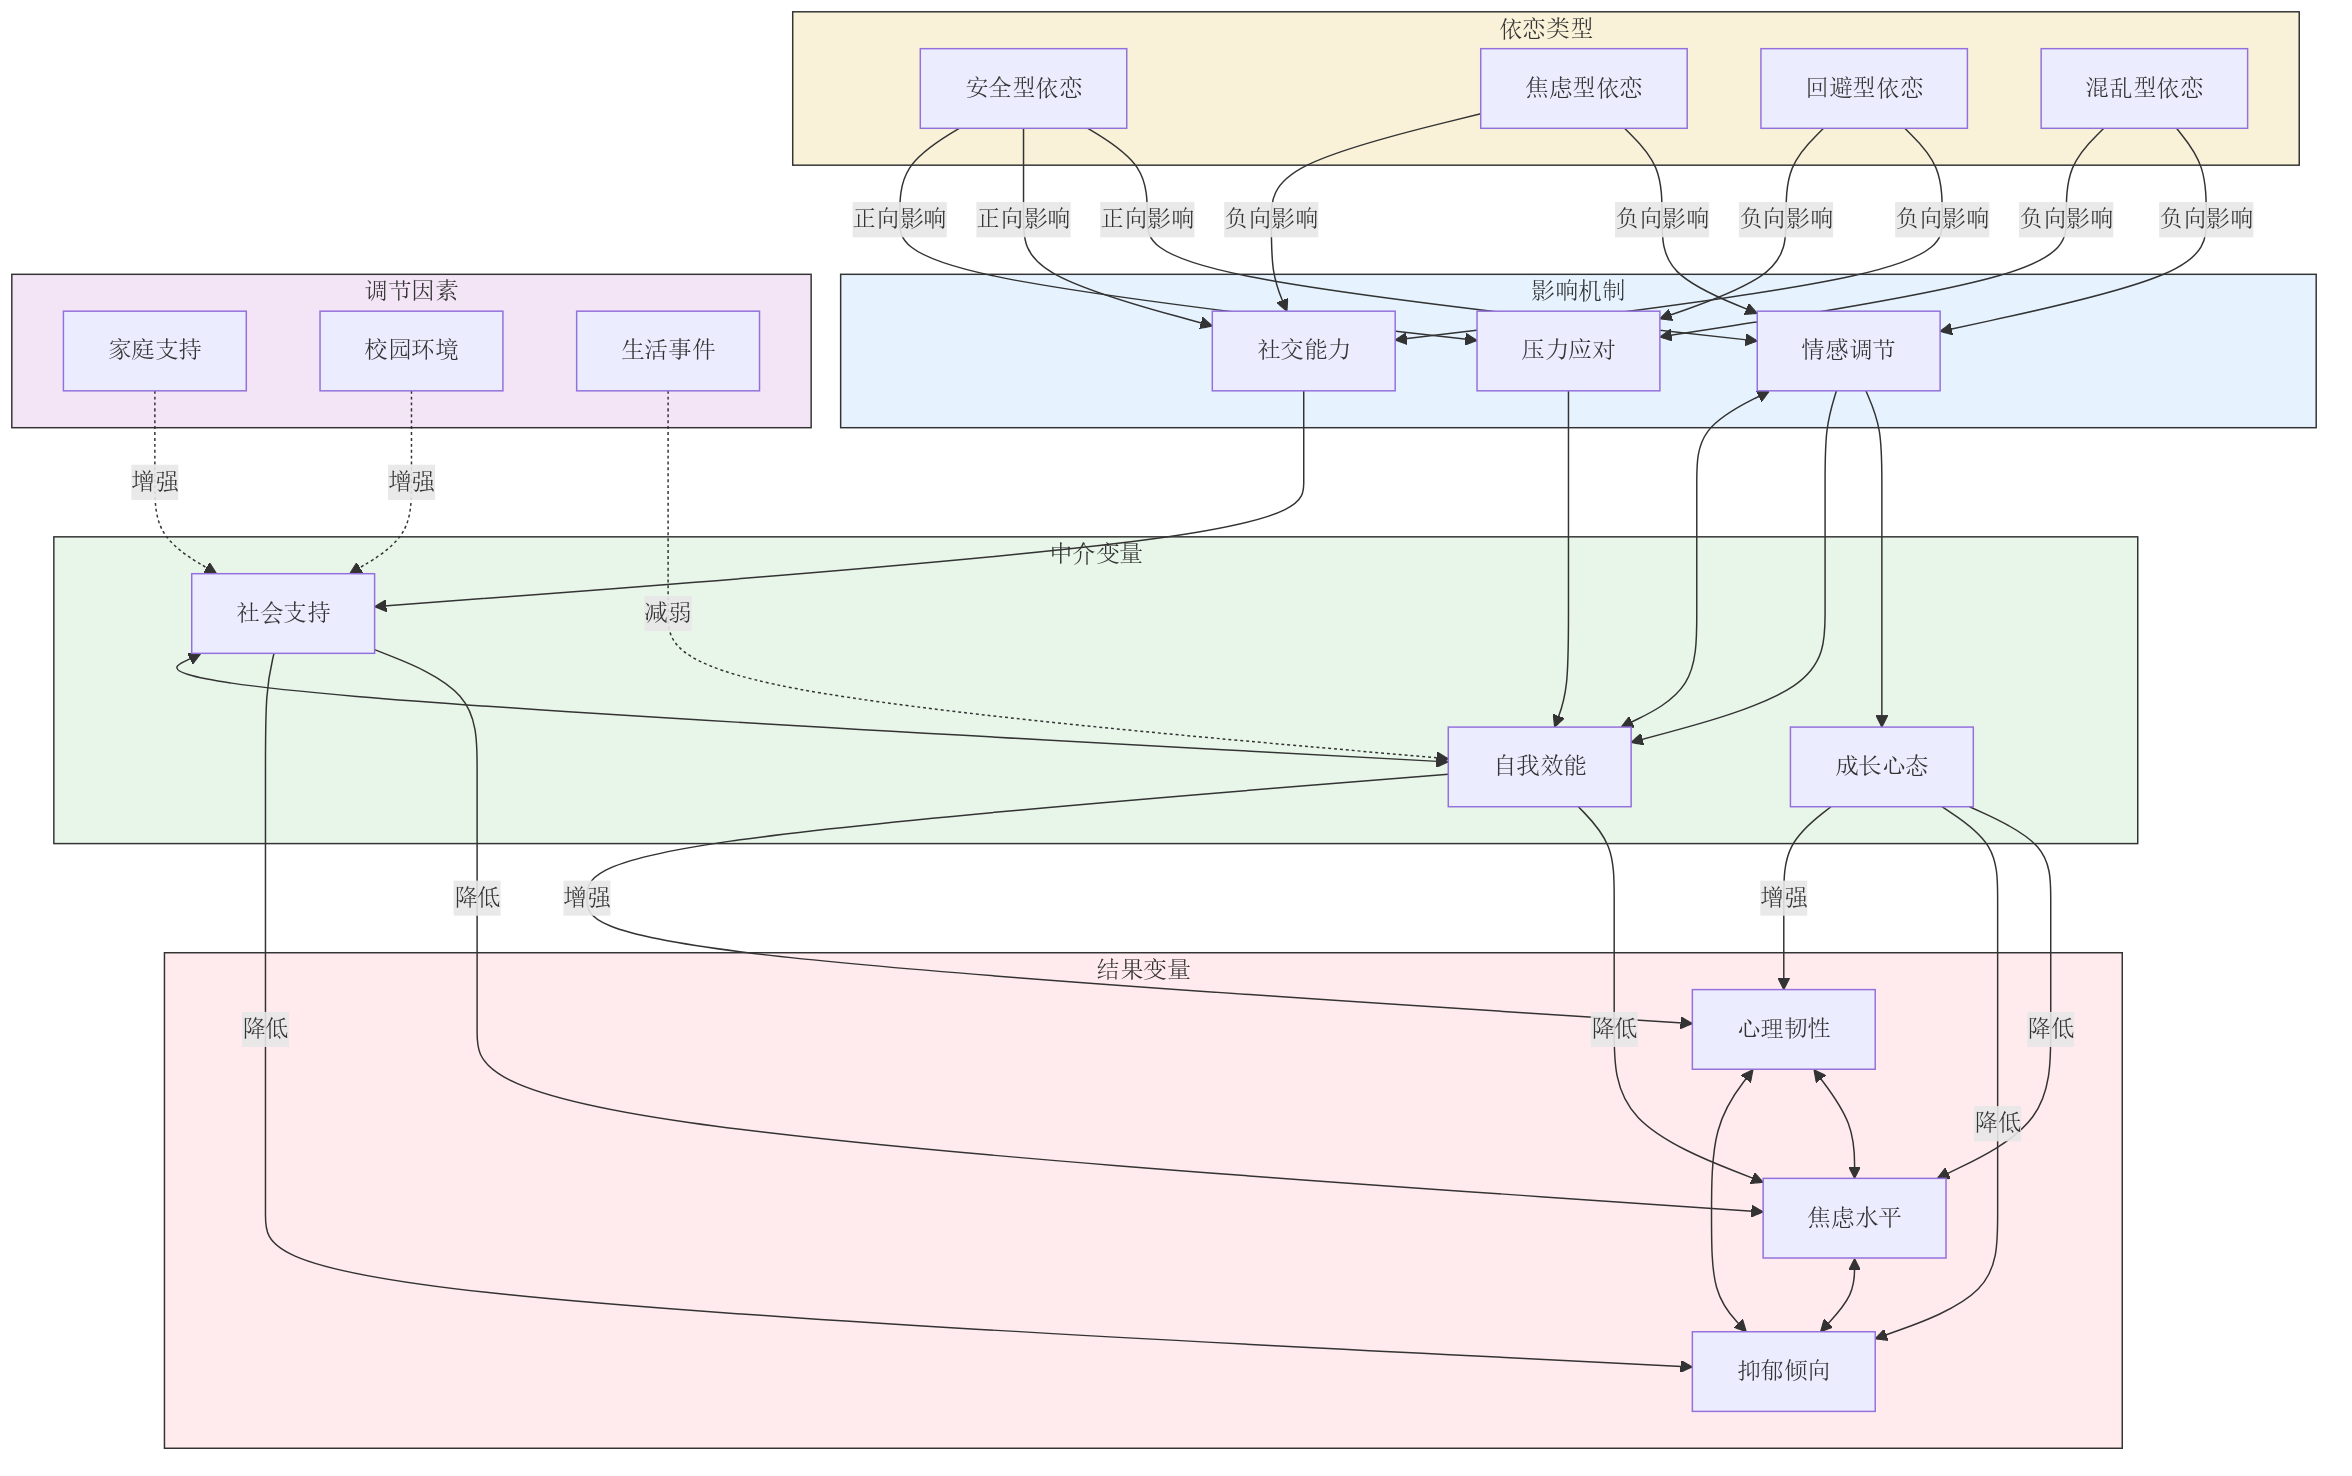 依恋类型
安全型依恋
焦虑型依恋
回避型依恋
混乱型依恋
正向影响
正向影响
正向影响
负向影响
负向影响
负向影响
负向影响
负向影响
负向影响
调节因素
家庭支持
校园环境
生活事件
影响机制
社交能力
压力应对
情感调节
增强
增强
中介变量
社会支持
减弱
自我效能
成长心态
降低
增强
增强
结果变量
降低
降低
心理韧性
降低
降低
焦虑水平
抑郁倾向